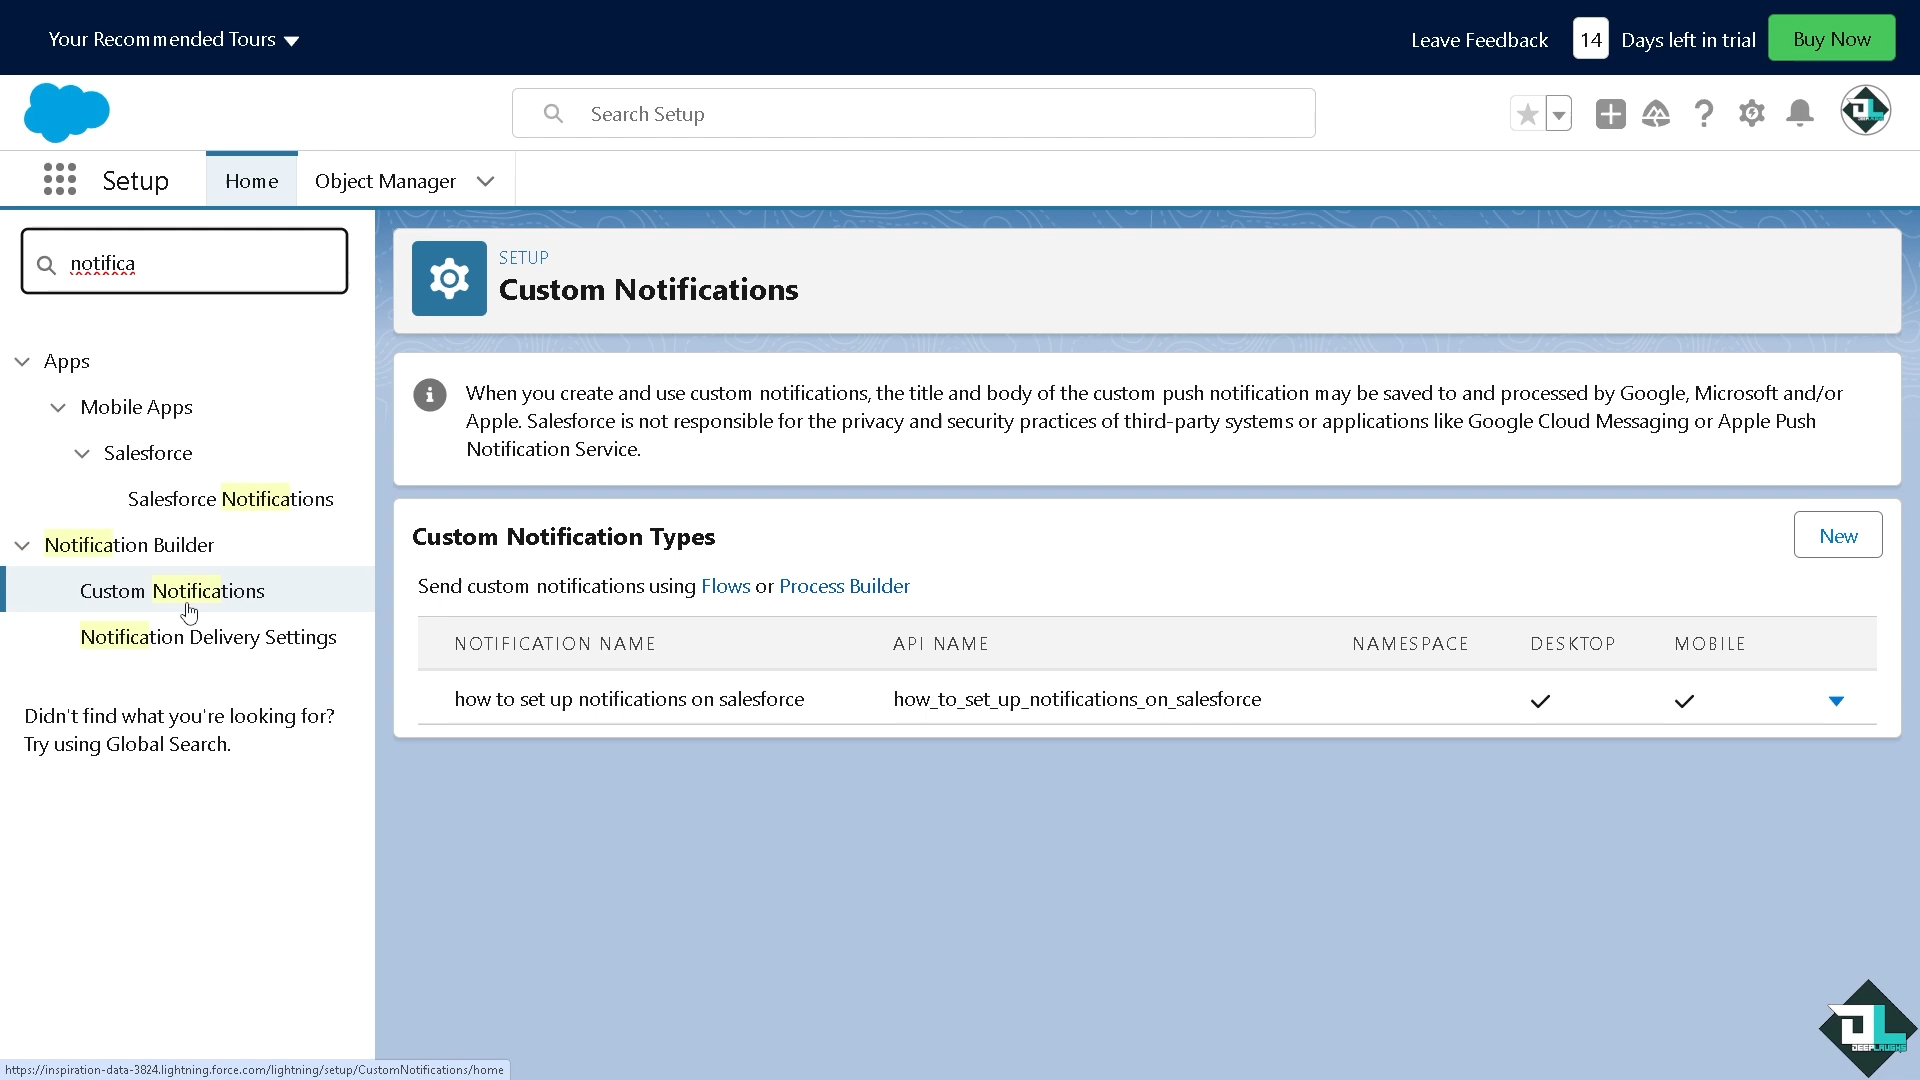 Your Recommended Tours
Leave Feedback
14
Days left in trial
Buy Now
Search Setup
Setup
Home
Object Manager
notifica
Apps
Mobile Apps
Salesforce
Salesforce Notifications
Notification Builder
Custom Notifications
Notification Delivery Settings
Didn't find what you're looking for?
Try using Global Search.
SETUP
Custom Notifications
When you create and use custom notifications, the title and body of the custom push notification may be saved to and processed by Google, Microsoft and/or
Apple. Salesforce is not responsible for the privacy and security practices of third-party systems or applications like Google Cloud Messaging or Apple Push
Notification Service.
Custom Notification Types
New
Send custom notifications using Flows or Process Builder
NOTIFICATION NAME API NAME NAMESPACE DESKTOP MOBILE
how to set up notifications on salesforce how_to_set_up_notifications_on_salesforce
https://inspiration-data-3824.lightning.force.com/lightning/setup/CustomNotifications/home
DL
DEEPLAUGHS